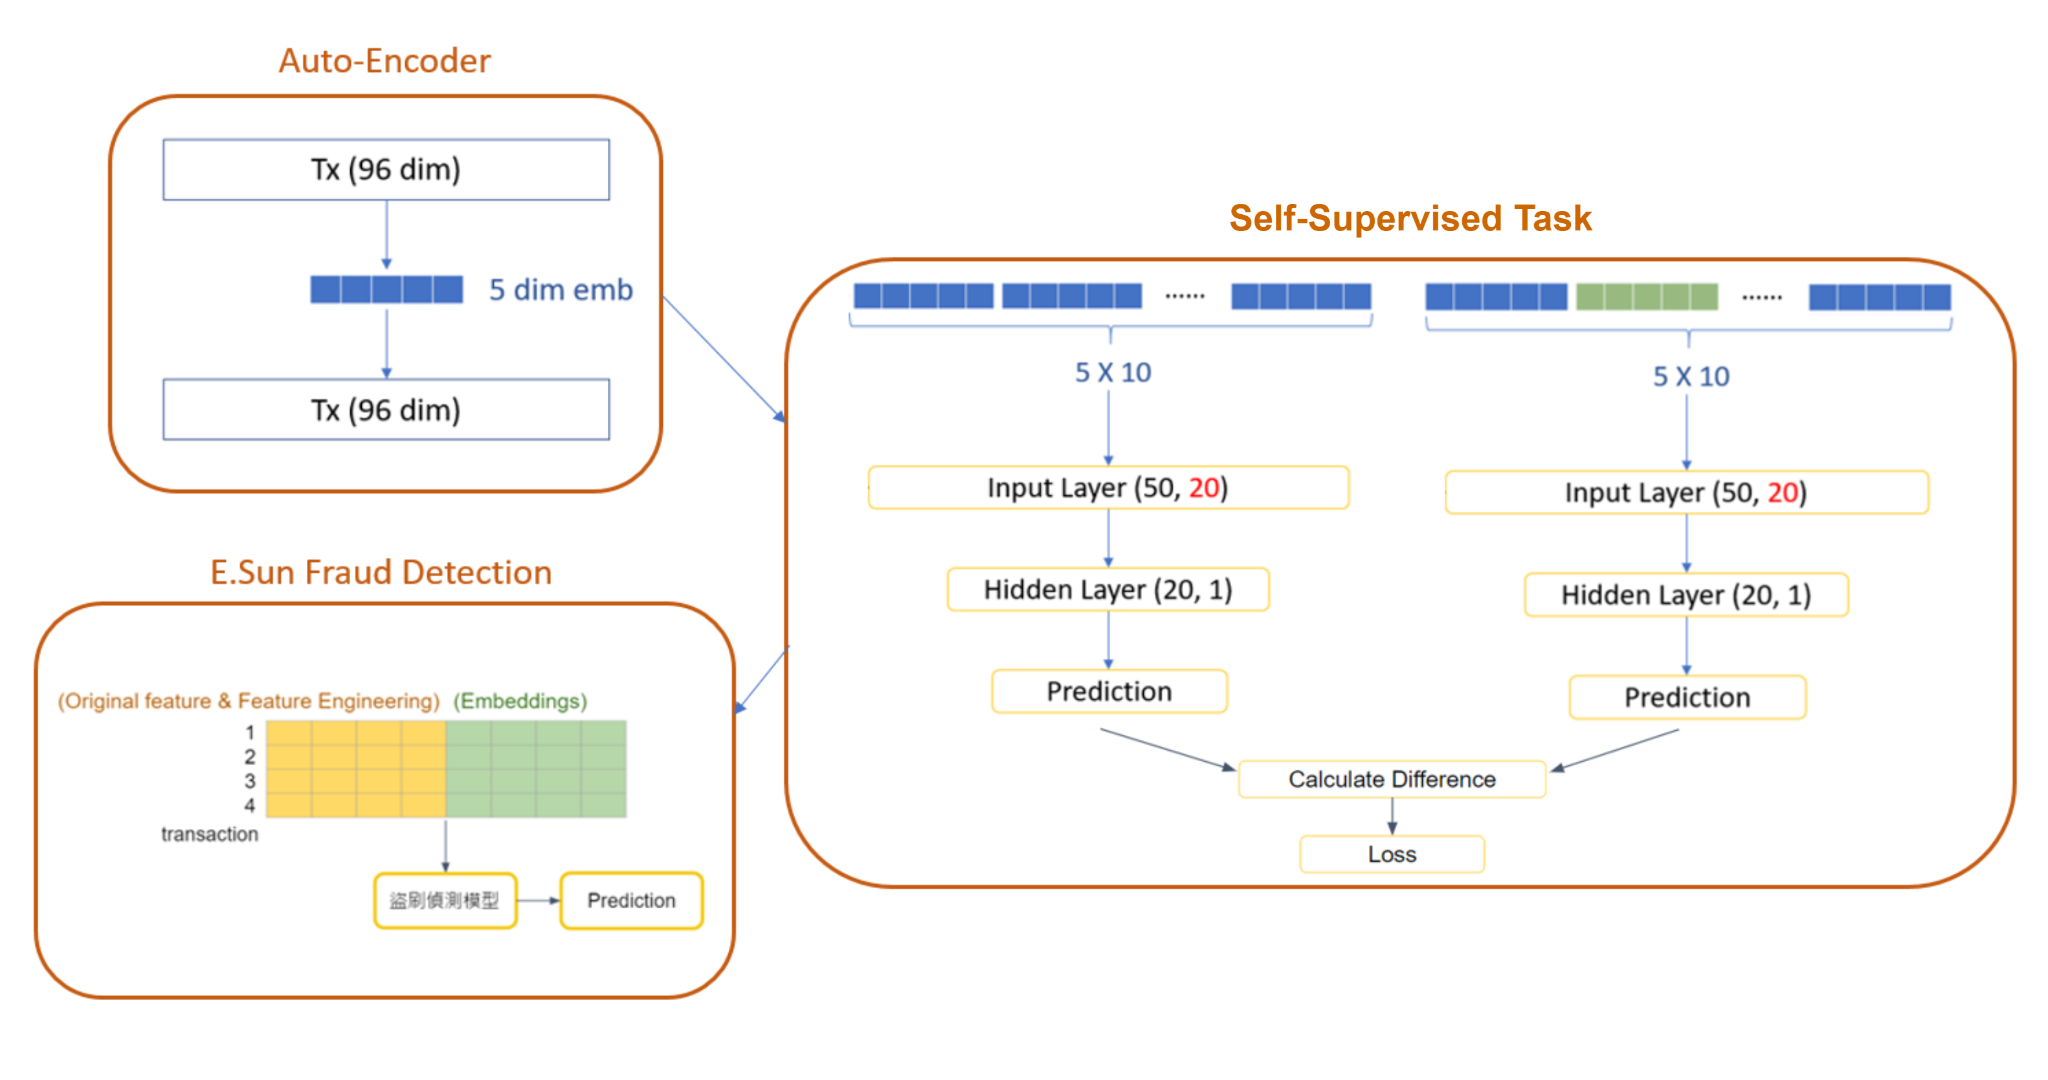 Auto-Encoder
Tx (96 dim)
5 dim emb
Tx (96 dim)
Self-Supervised Task
...... ......
5 X 10 5 X 10
Input Layer (50, 20) Input Layer (50, 20)
Hidden Layer (20, 1) Hidden Layer (20, 1)
Prediction Prediction
Calculate Difference
Loss
E.Sun Fraud Detection
(Original feature & Feature Engineering) (Embeddings)
1
2
3
4
transaction
盜刷偵測模型 Prediction